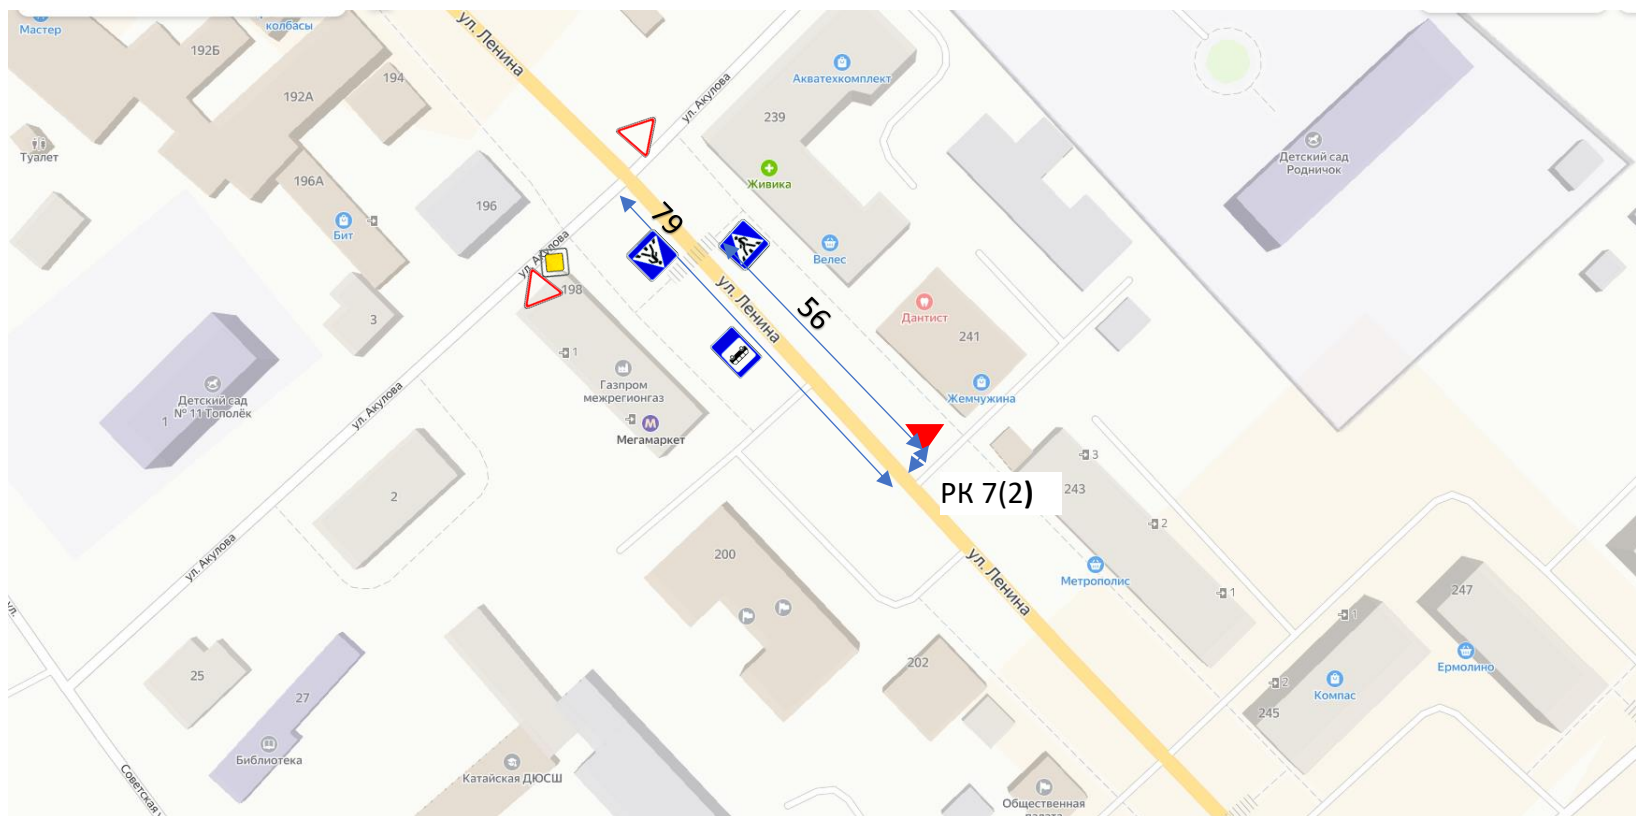 Мастер
колбасы
192Б
192А
194
ул. Ленина
ул. Акулова
Акватехкомплект
239
Туалет
196А
196
Бит
Живика
79
Велес
Детский сад
Родничок
ул. Акулова
198
ул. Ленина
56
Дантист
241
3
1
Газпром
межрегионгаз
Жемчужина
Детский сад
№ 11 Тополёк
1
ул. Акулова
М
Мегамаркет
3
РК 7(2)
243
2
2
ул. Акулова
200
ул. Ленина
Метрополис
1
247
1
ул.
202
Ермолино
25
27
2
Компас
245
Библиотека
Катайская ДЮСШ
Советская
Общественная
палата